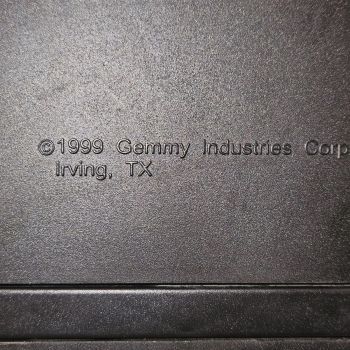 ©1999 Gemmy Industries Corp
Irving, TX